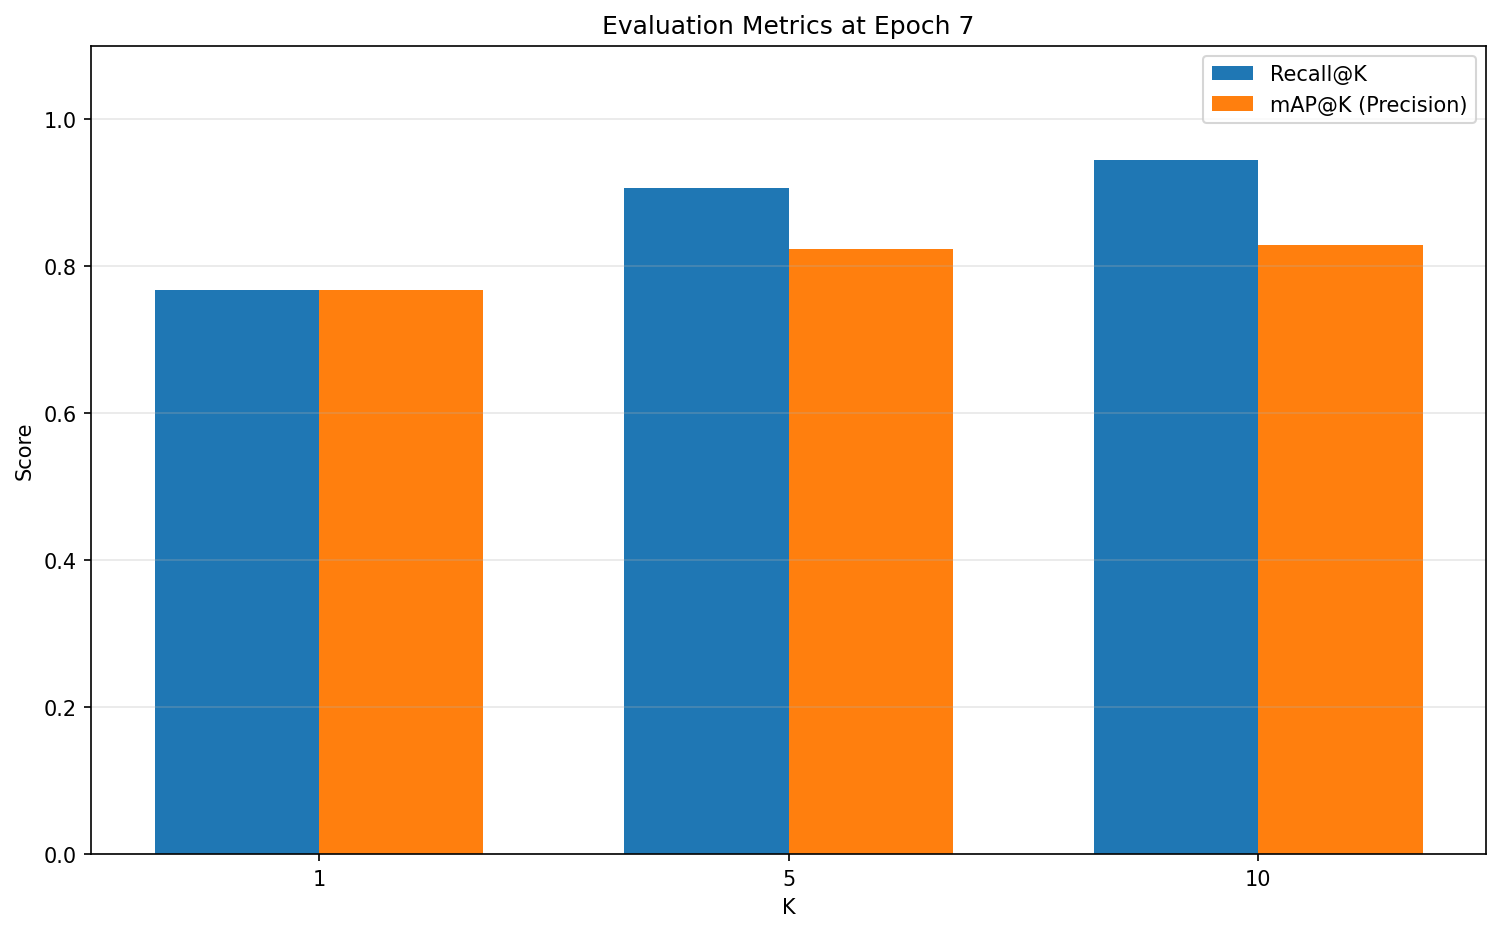 Evaluation Metrics at Epoch 7
Recall@K
mAP@K (Precision)
1.0
0.8
0.6
0.4
0.2
0.0
Score
1 5 10
K